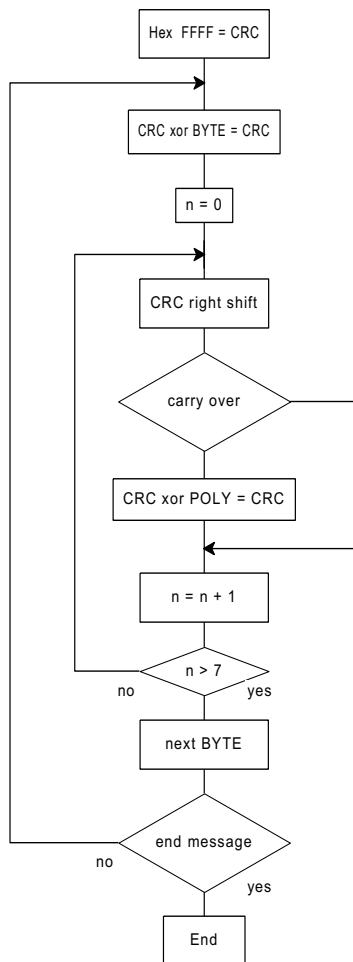 Hex FFFF = CRC
CRC xor BYTE = CRC
n = 0
CRC right shift
carry over
CRC xor POLY = CRC
n = n + 1
n > 7
no
yes
next BYTE
end message
no
yes
End